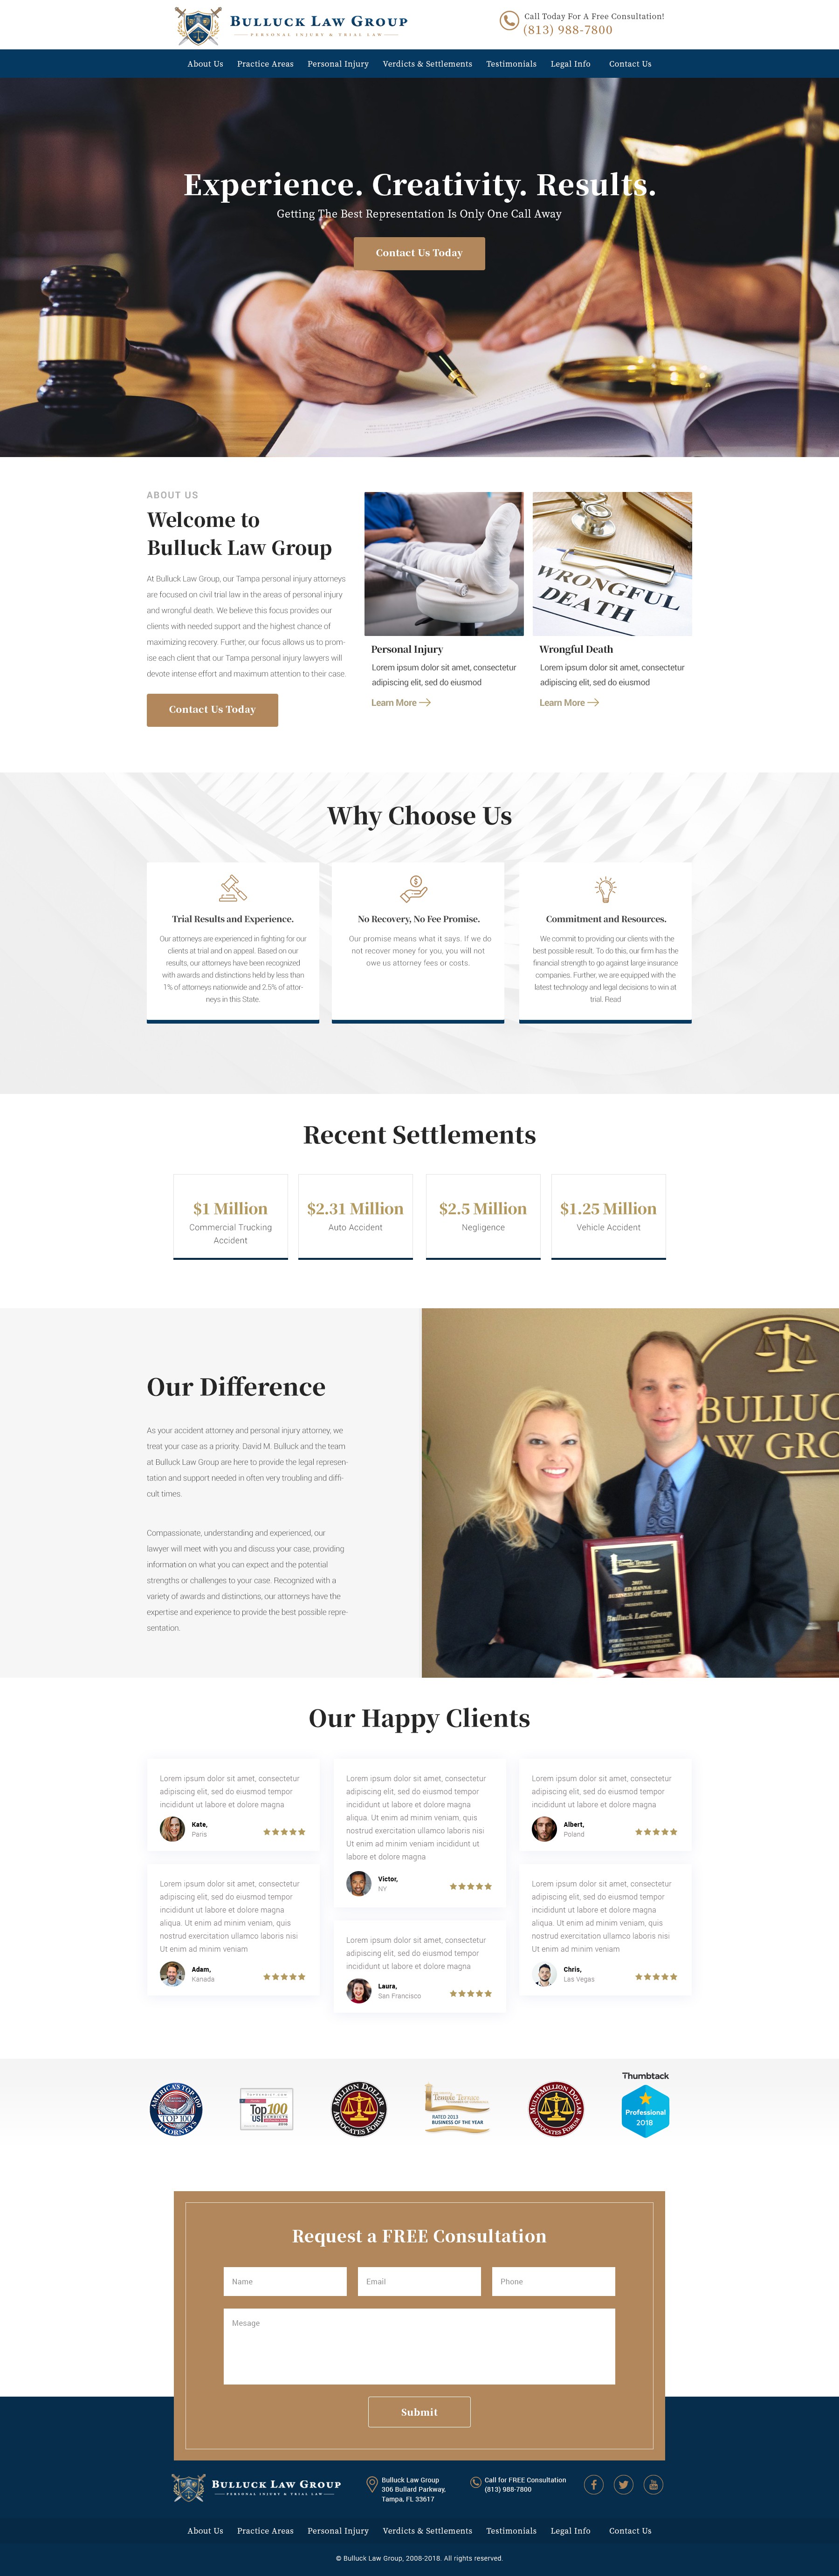 BULLUCK LAW GROUP
PERSONAL INJURY & TRIAL LAW
Call Today For A Free Consultation!
(813) 988-7800
About Us Practice Areas Personal Injury Verdicts & Settlements Testimonials Legal Info Contact Us
Experience. Creativity. Results.
Getting The Best Representation Is Only One Call Away
Contact Us Today
ABOUT US
Welcome to
Bulluck Law Group
At Bulluck Law Group, our Tampa personal injury attorneys
are focused on civil trial law in the areas of personal injury
and wrongful death. We believe this focus provides our
clients with needed support and the highest chance of
maximizing recovery. Further, our focus allows us to prom-
ise each client that our Tampa personal injury lawyers will
devote intense effort and maximum attention to their case.
Contact Us Today
Personal Injury
Lorem ipsum dolor sit amet, consectetur
adipiscing elit, sed do eiusmod
Learn More
WRONGFUL
DEATH
Wrongful Death
Lorem ipsum dolor sit amet, consectetur
adipiscing elit, sed do eiusmod
Learn More
Why Choose Us
Trial Results and Experience.
Our attorneys are experienced in fighting for our
clients at trial and on appeal. Based on our
results, our attorneys have been recognized
with awards and distinctions held by less than
1% of attorneys nationwide and 2.5% of attor-
neys in this State.
No Recovery, No Fee Promise.
Our promise means what it says. If we do
not recover money for you, you will not
owe us attorney fees or costs.
Commitment and Resources.
We commit to providing our clients with the
best possible result. To do this, our firm has the
financial strength to go against large insurance
companies. Further, we are equipped with the
latest technology and legal decisions to win at
trial. Read
Recent Settlements
$1 Million
Commercial Trucking
Accident
$2.31 Million
Auto Accident
$2.5 Million
Negligence
$1.25 Million
Vehicle Accident
Our Difference
As your accident attorney and personal injury attorney, we
treat your case as a priority. David M. Bulluck and the team
at Bulluck Law Group are here to provide the legal represen-
tation and support needed in often very troubling and diffi-
cult times.
Compassionate, understanding and experienced, our
lawyer will meet with you and discuss your case, providing
information on what you can expect and the potential
strengths or challenges to your case. Recognized with a
variety of awards and distinctions, our attorneys have the
expertise and experience to provide the best possible repre-
sentation.
BULLUC
AW GRO
Temple Terrace
2013
BUSINESS OF THE YEAR
PRESENTED TO
Bulluck Law Group
Our Happy Clients
Lorem ipsum dolor sit amet, consectetur
adipiscing elit, sed do eiusmod tempor
incididunt ut labore et dolore magna
Kate,
Paris
Lorem ipsum dolor sit amet, consectetur
adipiscing elit, sed do eiusmod tempor
incididunt ut labore et dolore magna
aliqua. Ut enim ad minim veniam, quis
nostrud exercitation ullamco laboris nisi
Ut enim ad minim veniam
Adam,
Kanada
Lorem ipsum dolor sit amet, consectetur
adipiscing elit, sed do eiusmod tempor
incididunt ut labore et dolore magna
aliqua. Ut enim ad minim veniam, quis
nostrud exercitation ullamco laboris nisi
Ut enim ad minim veniam incididunt ut
labore et dolore magna
Victor,
NY
Lorem ipsum dolor sit amet, consectetur
adipiscing elit, sed do eiusmod tempor
incididunt ut labore et dolore magna
Laura,
San Francisco
Lorem ipsum dolor sit amet, consectetur
adipiscing elit, sed do eiusmod tempor
incididunt ut labore et dolore magna
Albert,
Poland
Lorem ipsum dolor sit amet, consectetur
adipiscing elit, sed do eiusmod tempor
incididunt ut labore et dolore magna
aliqua. Ut enim ad minim veniam, quis
nostrud exercitation ullamco laboris nisi
Ut enim ad minim veniam
Chris,
Las Vegas
AMERICA'S TOP 100
TOP 100
ATTORNEYS
Top 100
VERDICTS
MILLION DOLLAR
ADVOCATES FORUM
Temple Terrace
RATED 2013
BUSINESS OF THE YEAR
MULTI-MILLION DOLLAR
ADVOCATES FORUM
Thumbtack
Professional
2018
Request a FREE Consultation
Name
Email
Phone
Mesage
Submit
BULLUCK LAW GROUP
PERSONAL INJURY & TRIAL LAW
Bulluck Law Group
306 Bullard Parkway,
Tampa, FL 33617
Call for FREE Consultation
(813) 988-7800
About Us Practice Areas Personal Injury Verdicts & Settlements Testimonials Legal Info Contact Us
© Bulluck Law Group, 2008-2018. All rights reserved.